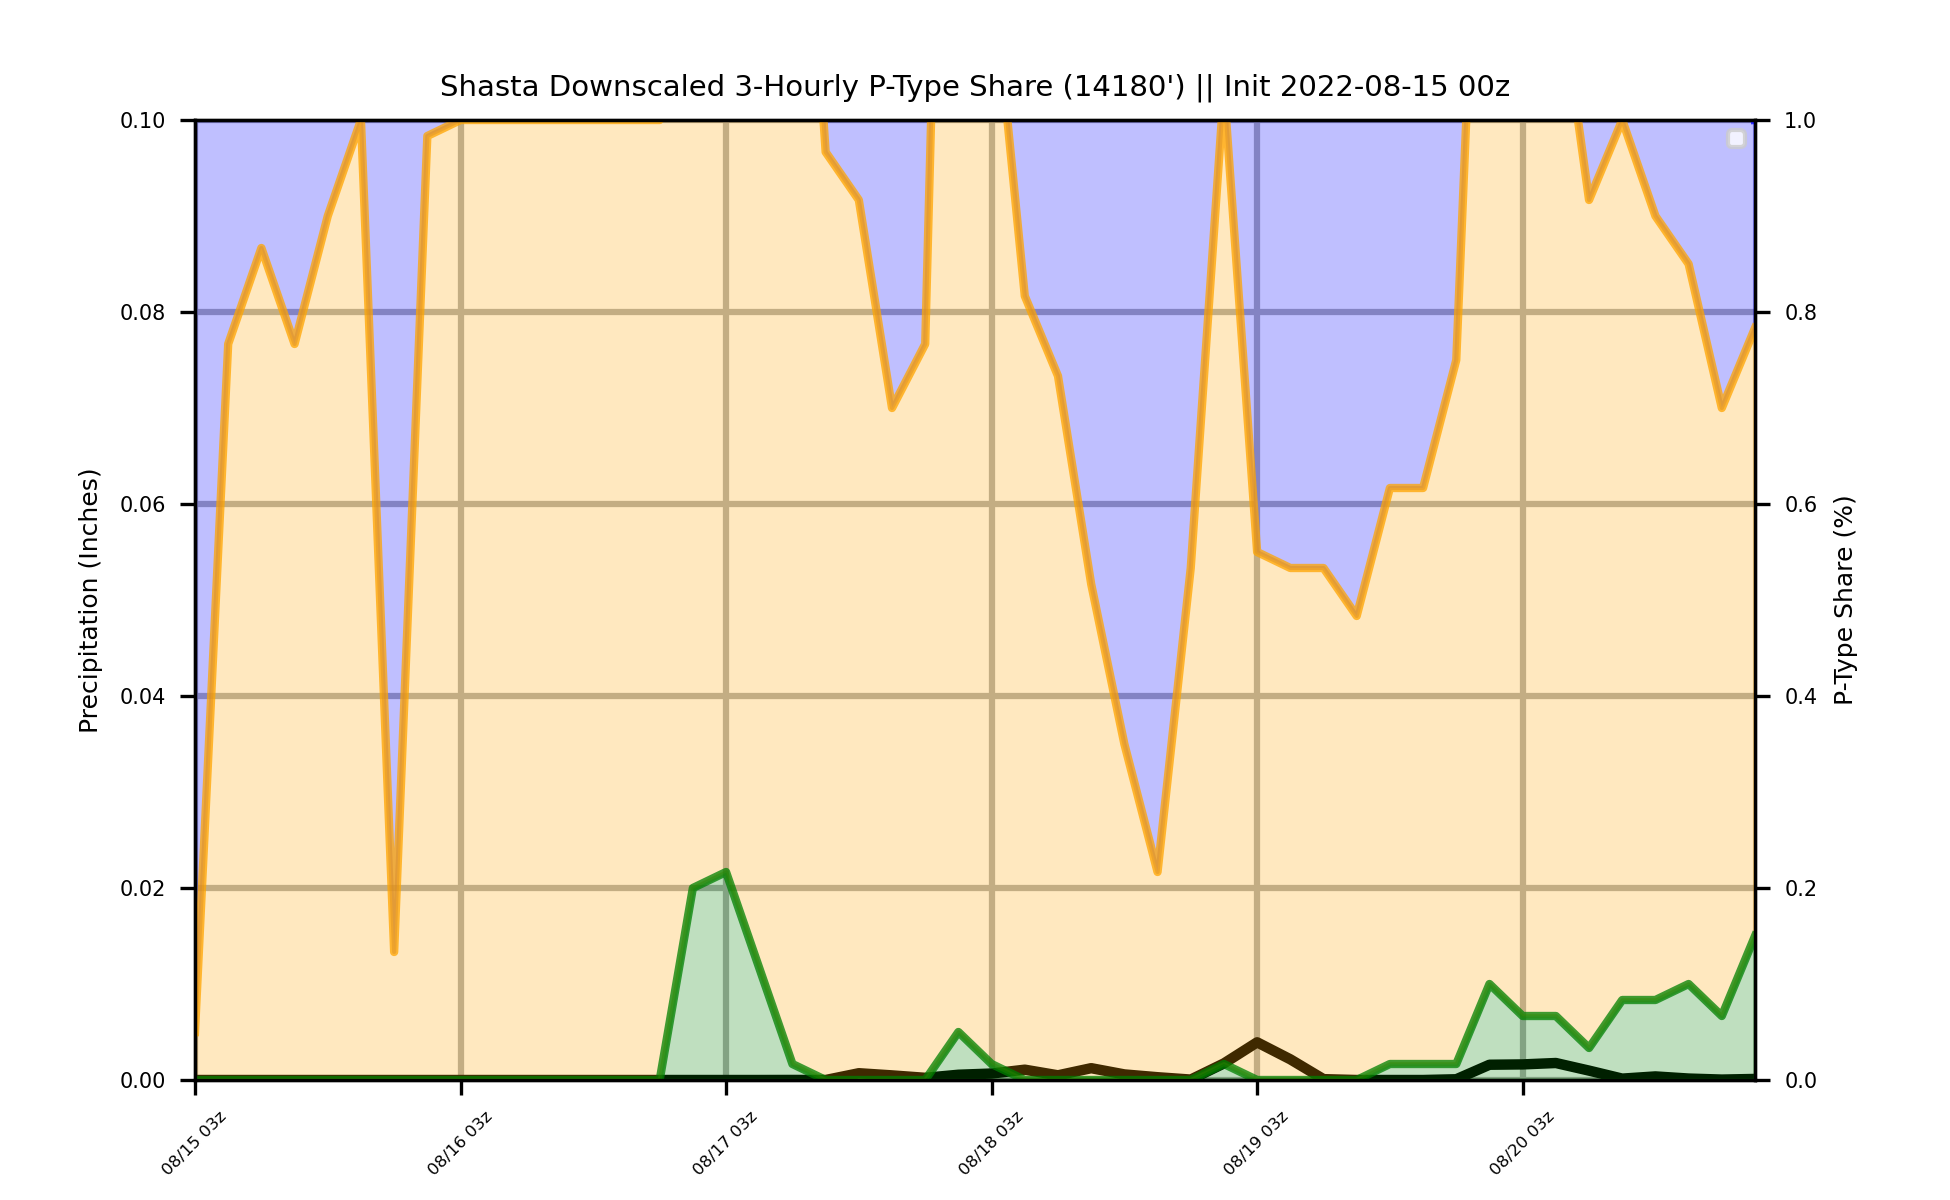 Shasta Downscaled 3-Hourly P-Type Share (14180') || Init 2022-08-15 00z
0.10
0.08
0.06
0.04
0.02
0.00
Precipitation (Inches)
1.0
0.8
0.6
0.4
0.2
0.0
P-Type Share (%)
08/15 03z
08/16 03z
08/17 03z
08/18 03z
08/19 03z
08/20 03z